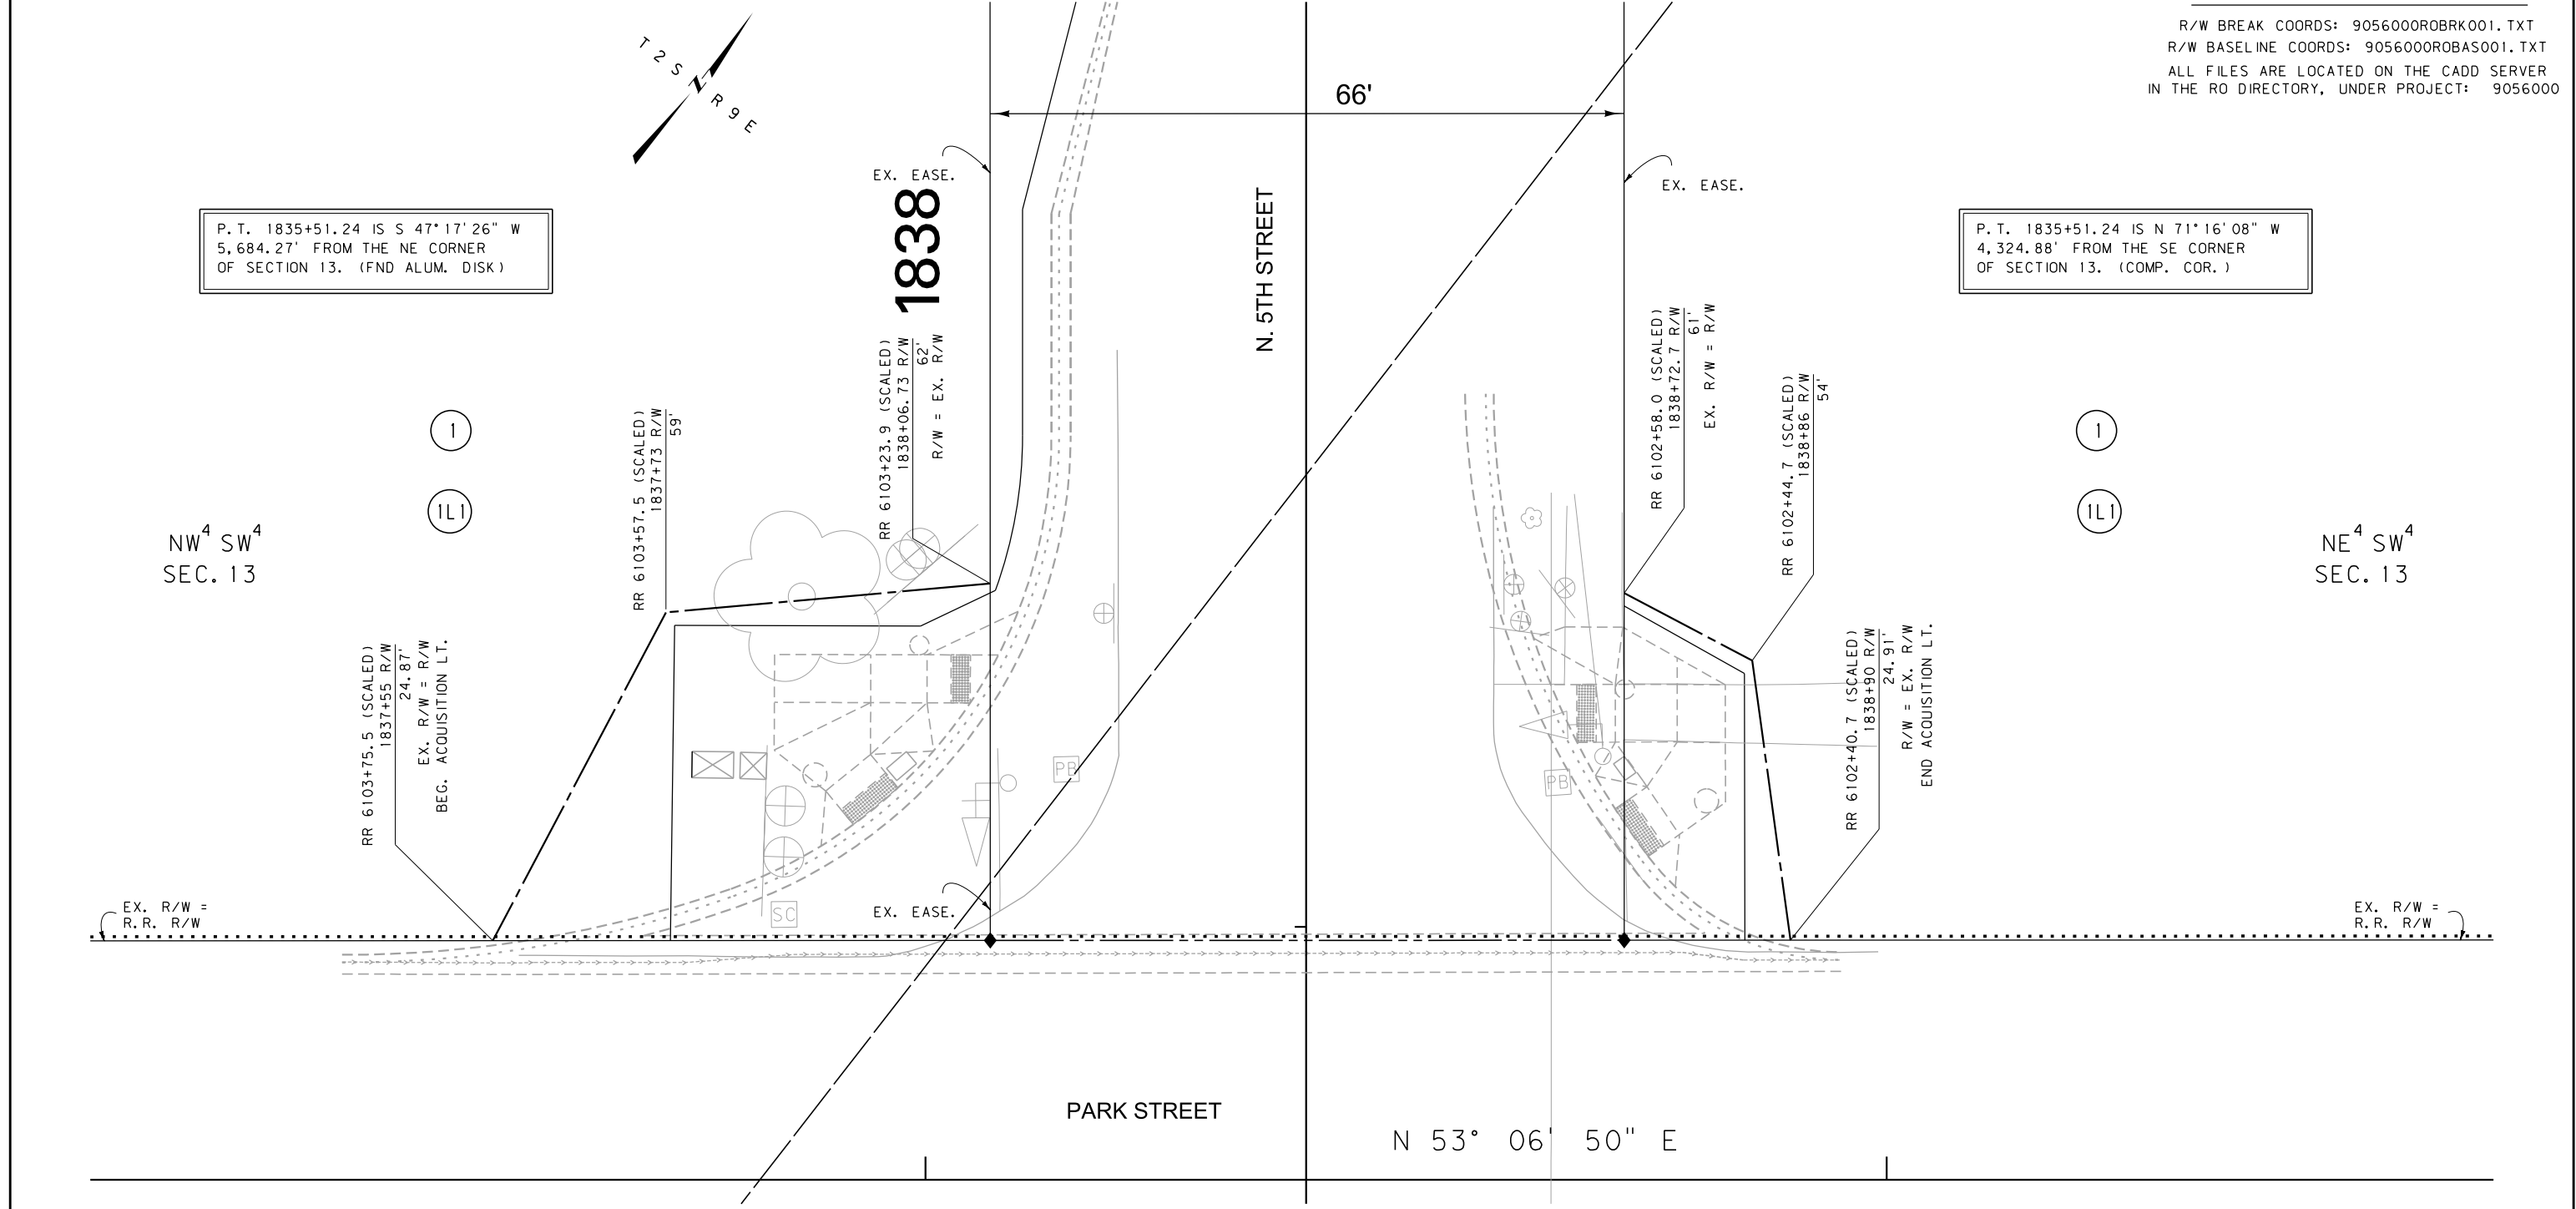 R/W BREAK COORDS: 9056000ROBRK001.TXT
R/W BASELINE COORDS: 9056000ROBAS001.TXT
ALL FILES ARE LOCATED ON THE CADD SERVER
IN THE RO DIRECTORY, UNDER PROJECT: 9056000
T 2 S
N
R 9 E
66'
EX. EASE.
EX. EASE.
P.T. 1835+51.24 IS S 47°17'26" W
5,684.27' FROM THE NE CORNER
OF SECTION 13. (FND ALUM. DISK)
1838
N. 5TH STREET
P.T. 1835+51.24 IS N 71°16'08" W
4,324.88' FROM THE SE CORNER
OF SECTION 13. (COMP. COR.)
RR 6103+75.5 (SCALED)
1837+55 R/W
24.87'
EX. R/W = R/W
BEG. ACQUISITION LT.
RR 6103+57.5 (SCALED)
1837+73 R/W
59'
RR 6103+23.9 (SCALED)
1838+06.73 R/W
62'
R/W = EX. R/W
RR 6102+58.0 (SCALED)
1838+72.7 R/W
61'
EX. R/W = R/W
RR 6102+44.7 (SCALED)
1838+86 R/W
54'
RR 6102+40.7 (SCALED)
1838+90 R/W
24.91'
R/W = EX. R/W
END ACQUISITION LT.
1
1L1
1
1L1
NW4 SW4
SEC. 13
NE4 SW4
SEC. 13
PB
PB
SC
EX. EASE.
EX. R/W =
R.R. R/W
EX. R/W =
R.R. R/W
PARK STREET
N 53° 06' 50" E